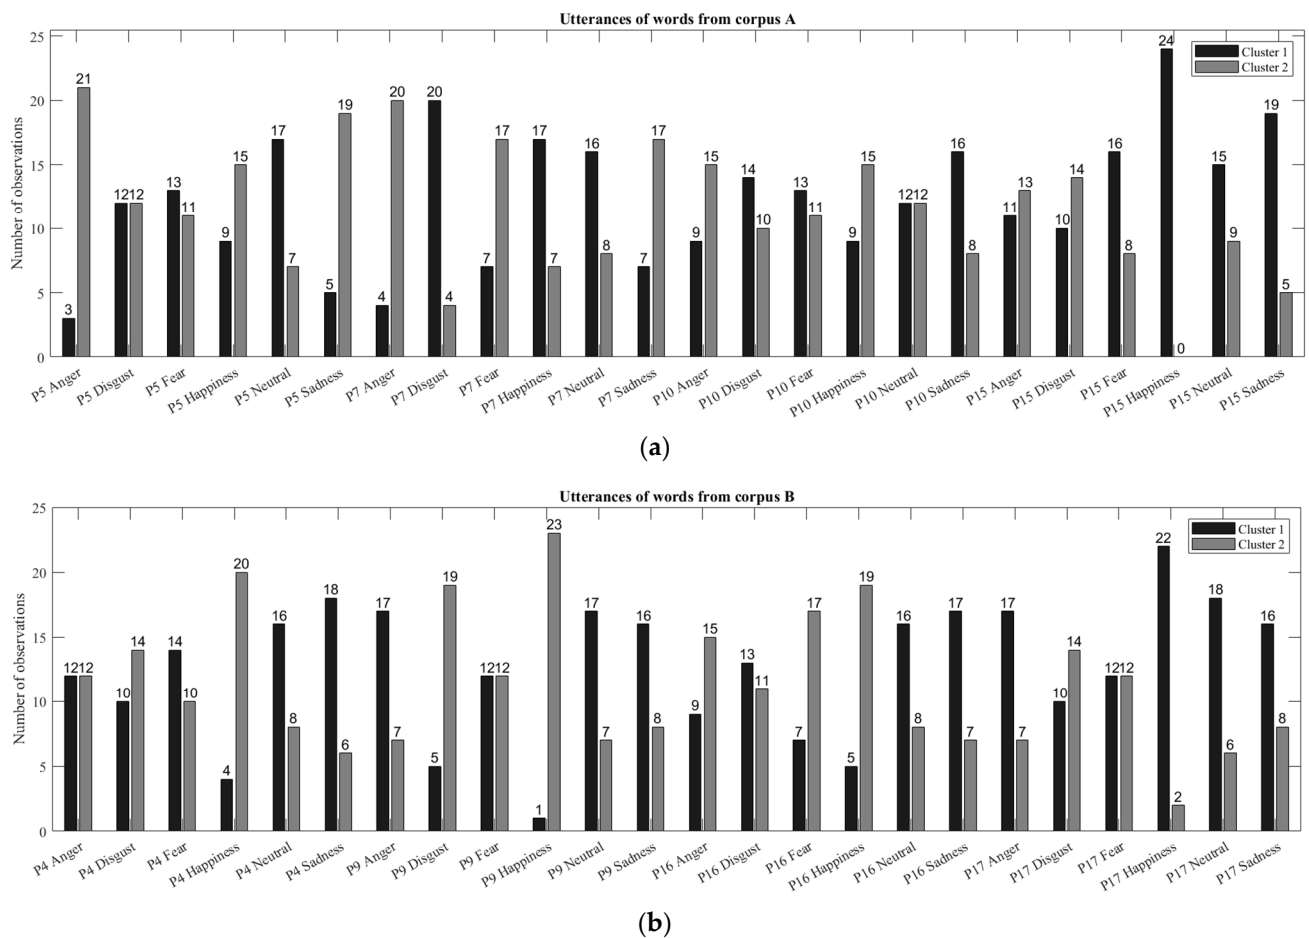 Utterances of words from corpus A
25
20
15
10
5
0
Number of observations
Cluster 1
Cluster 2
3 21 12 12 13 11 9 15 17 7 5 19 4 20 20 4 7 17 17 7 16 8 7 17 9 15 14 10 13 11 9 15 12 12 16 8 11 13 10 14 16 8 24 0 15 9 19 5
P5 Anger P5 Disgust P5 Fear P5 Happiness P5 Neutral P5 Sadness P7 Anger P7 Disgust P7 Fear P7 Happiness P7 Neutral P7 Sadness P10 Anger P10 Disgust P10 Fear P10 Happiness P10 Neutral P10 Sadness P15 Anger P15 Disgust P15 Fear P15 Happiness P15 Neutral P15 Sadness
(a)
Utterances of words from corpus B
25
20
15
10
5
0
Number of observations
Cluster 1
Cluster 2
12 12 10 14 14 10 4 20 16 8 18 6 17 7 5 19 12 12 1 23 17 7 16 8 9 15 13 11 7 17 5 19 16 8 17 7 17 7 10 14 12 12 22 2 18 6 16 8
P4 Anger P4 Disgust P4 Fear P4 Happiness P4 Neutral P4 Sadness P9 Anger P9 Disgust P9 Fear P9 Happiness P9 Neutral P9 Sadness P16 Anger P16 Disgust P16 Fear P16 Happiness P16 Neutral P16 Sadness P17 Anger P17 Disgust P17 Fear P17 Happiness P17 Neutral P17 Sadness
(b)